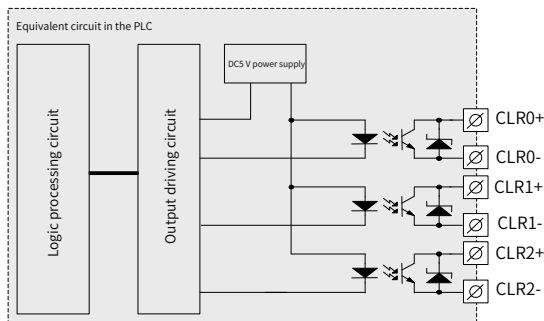 Equivalent circuit in the PLC
DC5 V power supply
Logic processing circuit
Output driving circuit
CLR0+
CLR0-
CLR1+
CLR1-
CLR2+
CLR2-